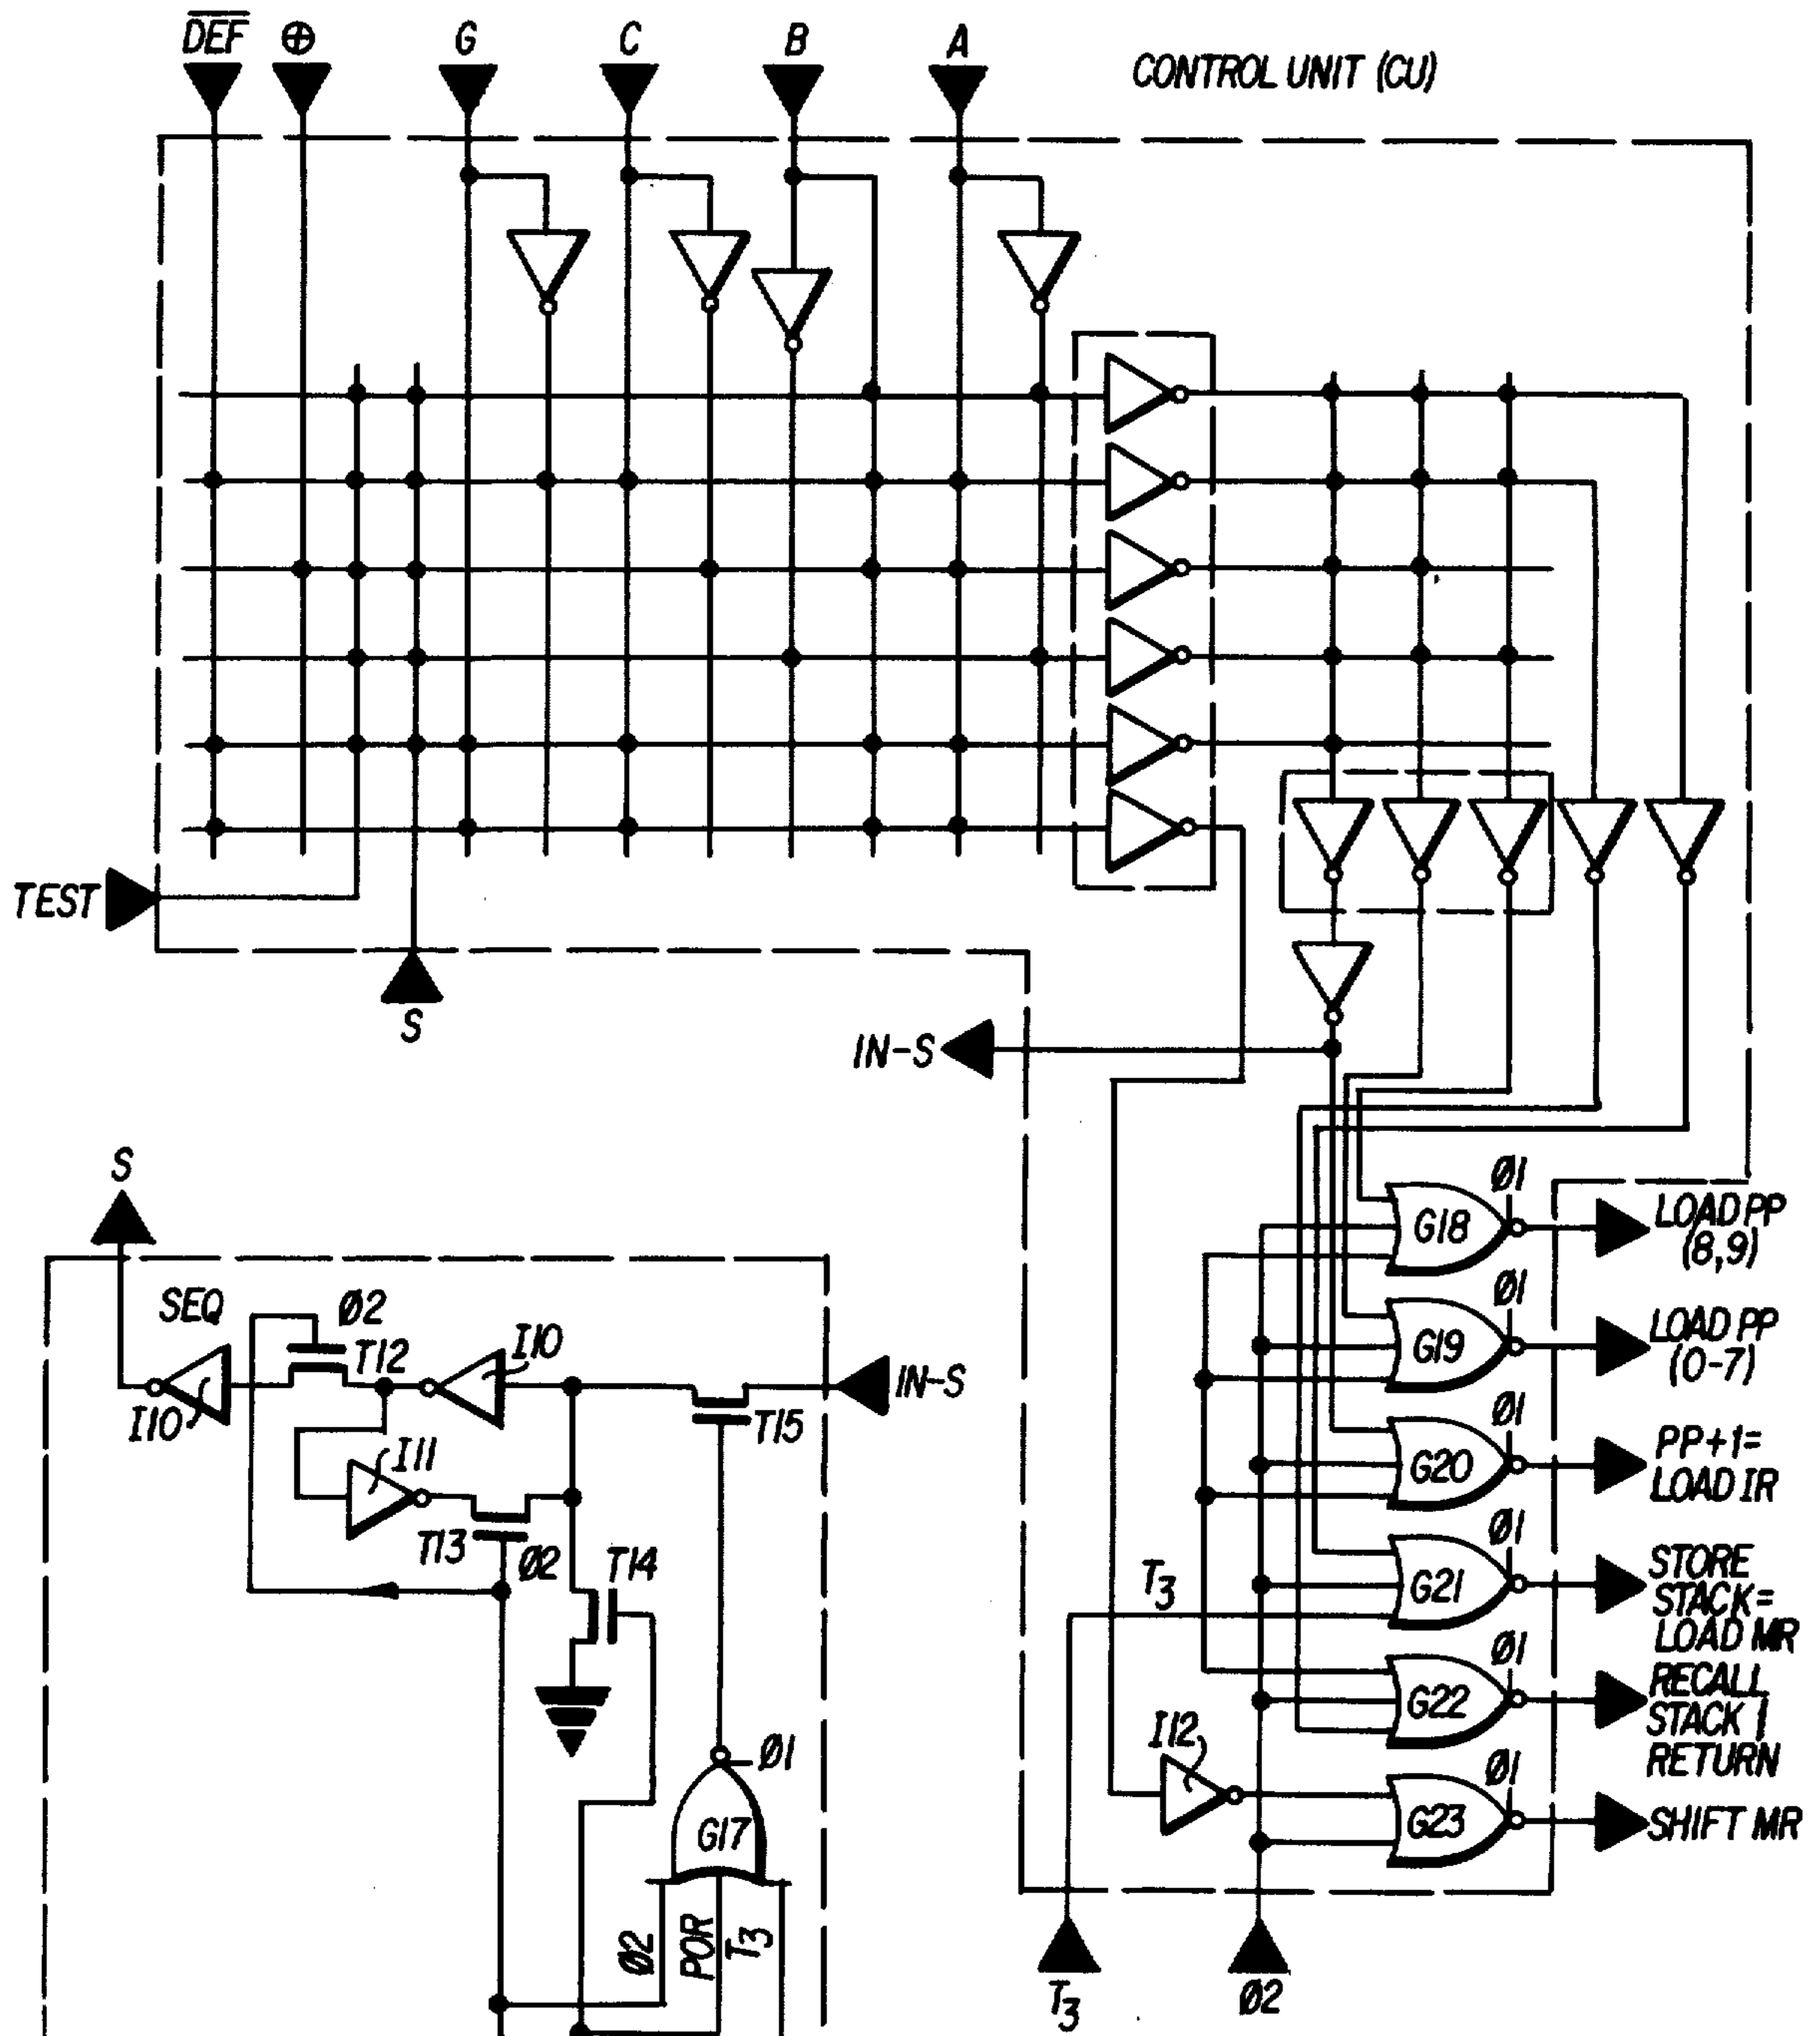 D̅E̅F̅ ⊕ G C B A
CONTROL UNIT (CU)
TEST
S
IN-S
S
SEQ
Ø2
T12
I10
IN-S
I10
T15
I11
T13
Ø2
T14
Ø1
G17
Ø2
POR
T3
Ø1
G18
LOAD PP
(8,9)
Ø1
G19
LOAD PP
(0-7)
Ø1
G20
PP+1=
LOAD IR
Ø1
T3
G21
STORE
STACK=
LOAD MR
Ø1
G22
RECALL
STACK |
RETURN
I12
Ø1
G23
SHIFT MR
T3
Ø2